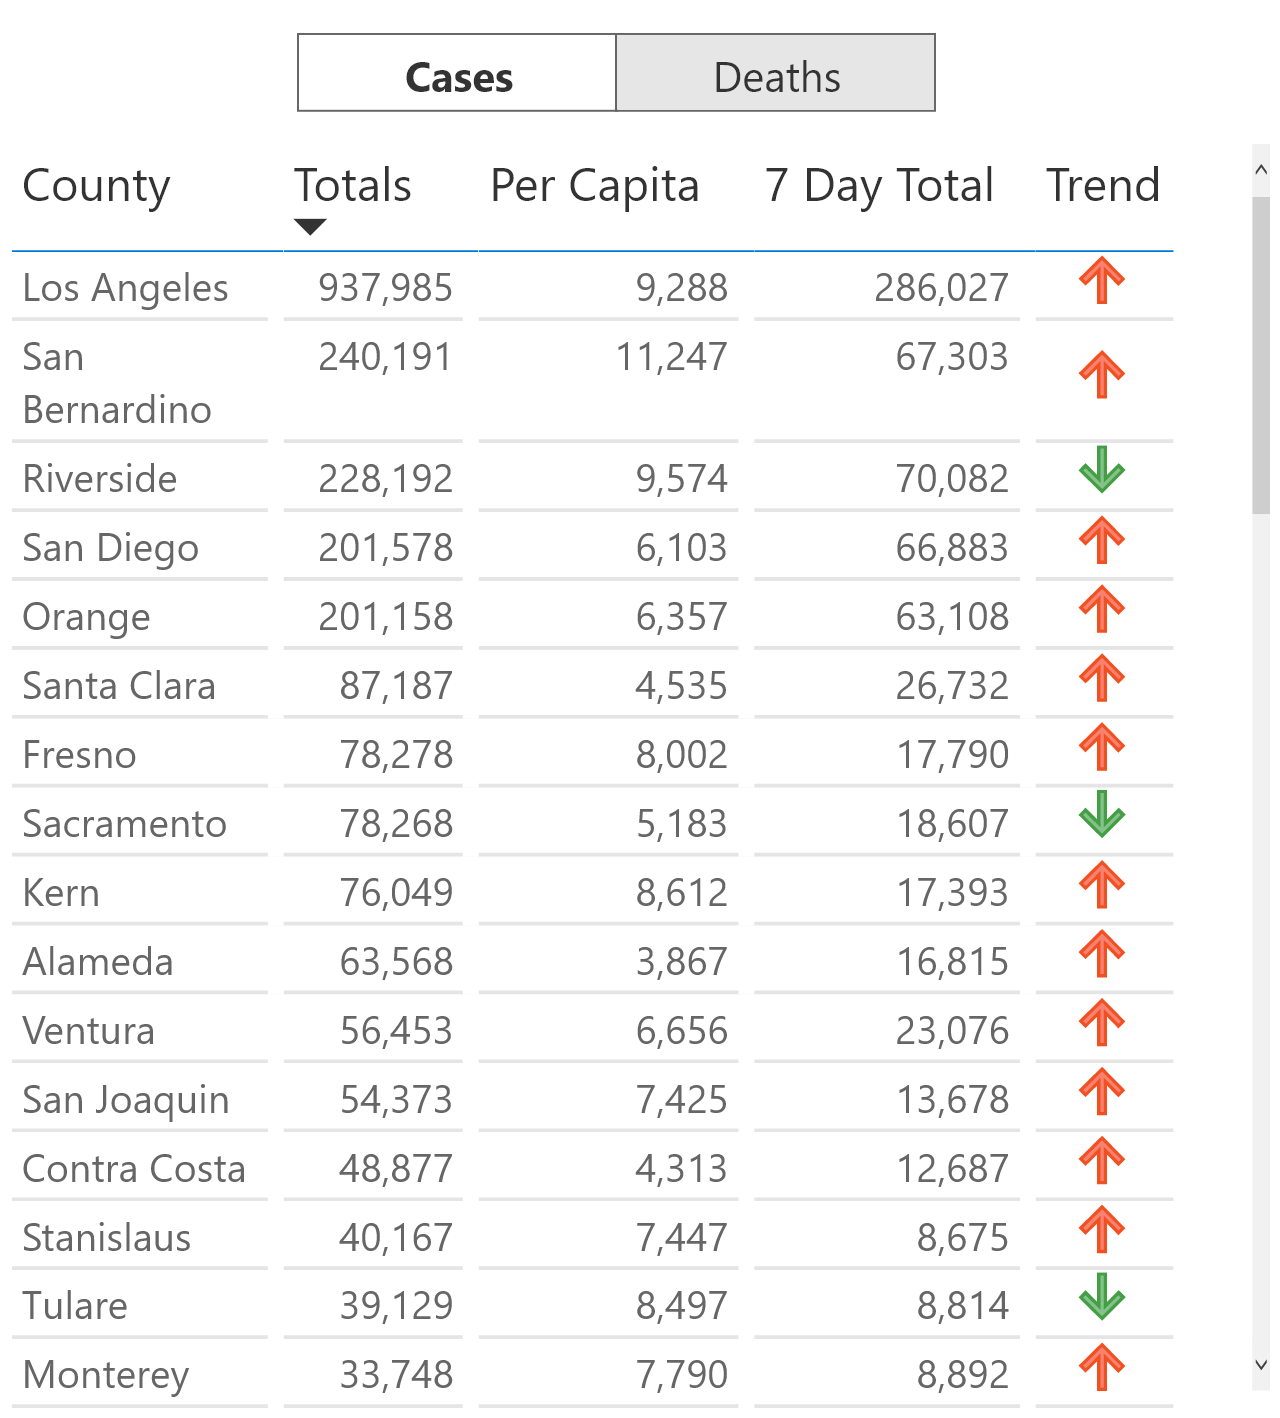 Cases Deaths
County Totals Per Capita 7 Day Total Trend
Los Angeles 937,985 9,288 286,027
San 240,191 11,247 67,303
Bernardino
Riverside 228,192 9,574 70,082
San Diego 201,578 6,103 66,883
Orange 201,158 6,357 63,108
Santa Clara 87,187 4,535 26,732
Fresno 78,278 8,002 17,790
Sacramento 78,268 5,183 18,607
Kern 76,049 8,612 17,393
Alameda 63,568 3,867 16,815
Ventura 56,453 6,656 23,076
San Joaquin 54,373 7,425 13,678
Contra Costa 48,877 4,313 12,687
Stanislaus 40,167 7,447 8,675
Tulare 39,129 8,497 8,814
Monterey 33,748 7,790 8,892